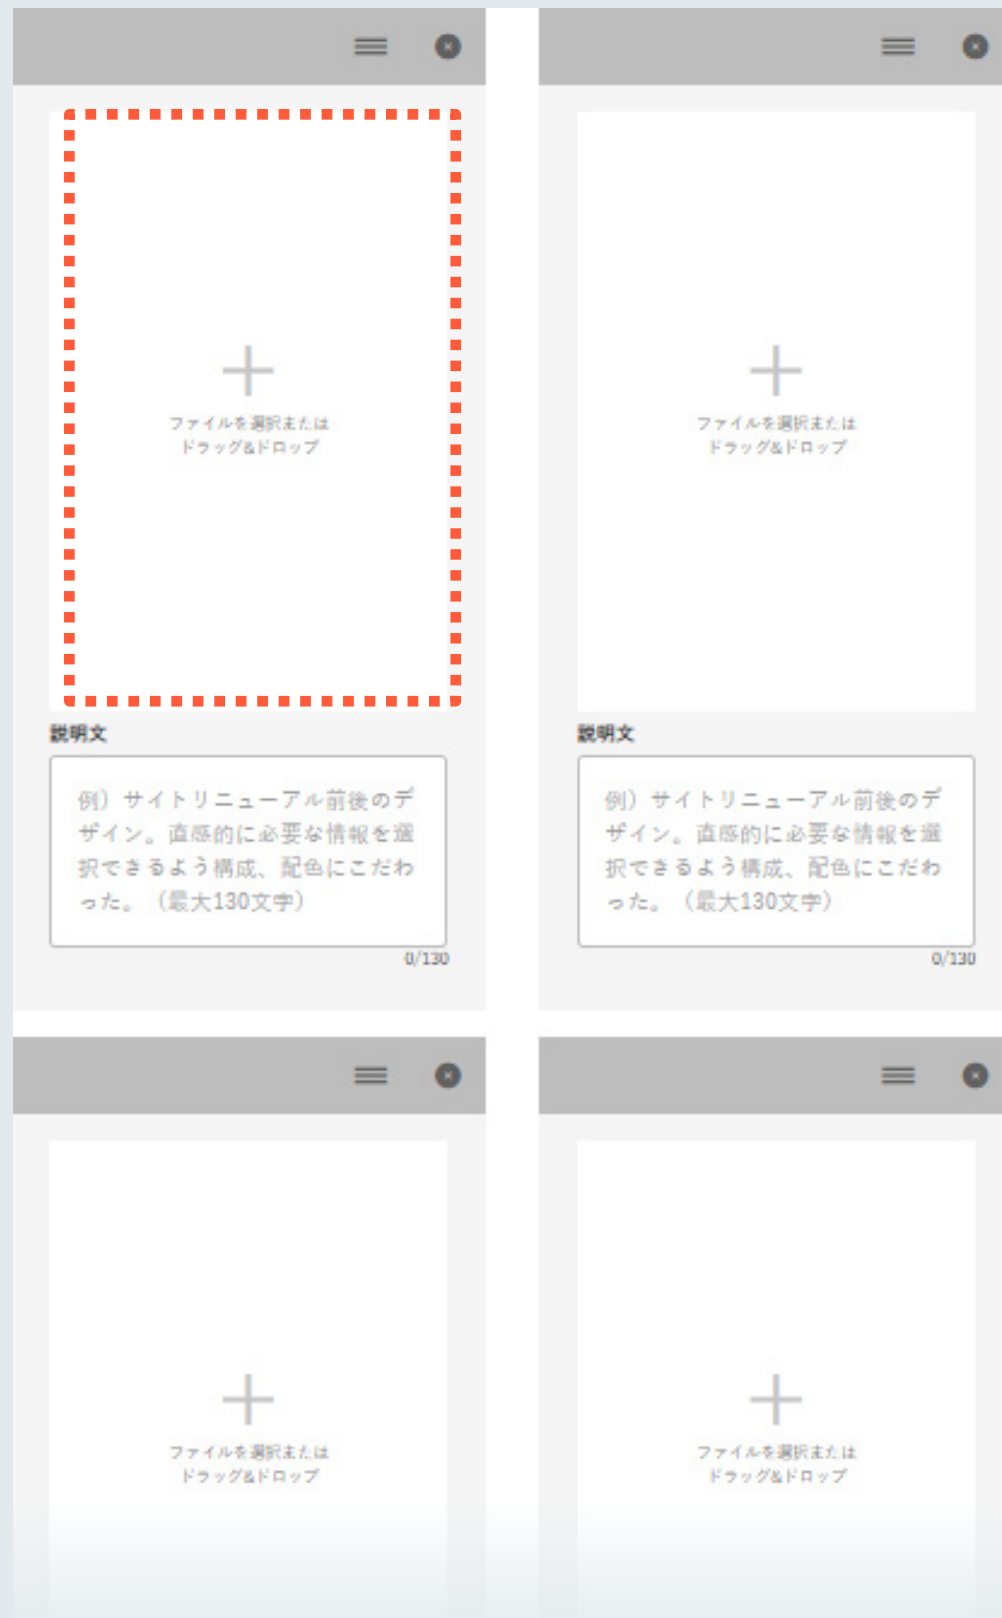 ファイルを選択または
ドラッグ&ドロップ
説明文
例）サイトリニューアル前後のデ
ザイン。直感的に必要な情報を選
択できるよう構成、配色にこだわ
った。（最大130文字）
0/130
ファイルを選択または
ドラッグ&ドロップ
説明文
例）サイトリニューアル前後のデ
ザイン。直感的に必要な情報を選
択できるよう構成、配色にこだわ
った。（最大130文字）
0/130
ファイルを選択または
ドラッグ&ドロップ
ファイルを選択または
ドラッグ&ドロップ